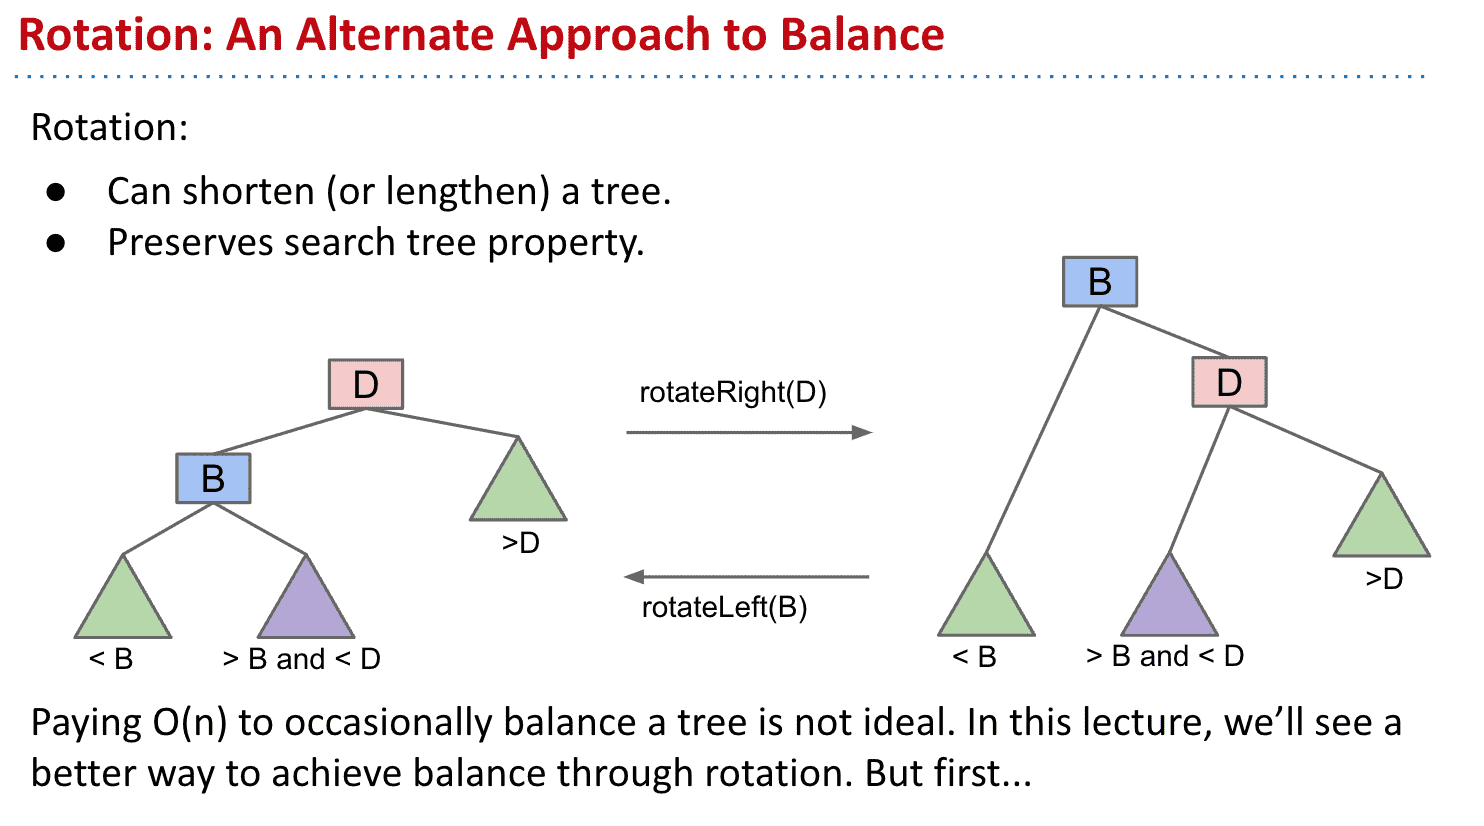 Rotation: An Alternate Approach to Balance
Rotation:
● Can shorten (or lengthen) a tree.
● Preserves search tree property.
D
B
>D
< B
> B and < D
rotateRight(D)
rotateLeft(B)
B
D
>D
< B
> B and < D
Paying O(n) to occasionally balance a tree is not ideal. In this lecture, we’ll see a
better way to achieve balance through rotation. But first...